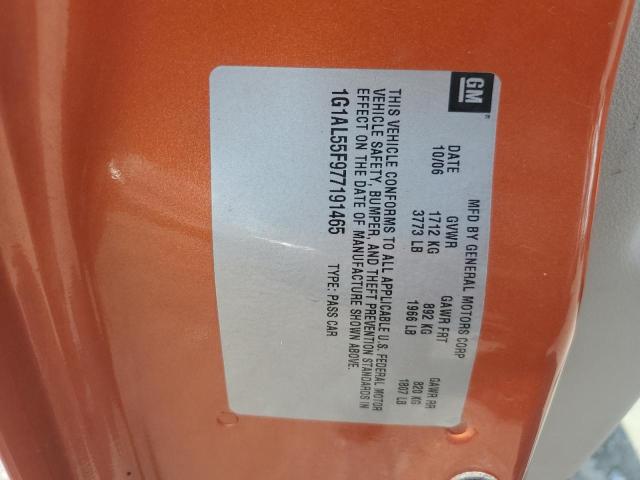 GM
MFD BY GENERAL MOTORS CORP
DATE GVWR GAWR FRT GAWR RR
10/06 1712 KG 892 KG 820 KG
3773 LB 1966 LB 1807 LB
THIS VEHICLE CONFORMS TO ALL APPLICABLE U.S. FEDERAL MOTOR
VEHICLE SAFETY, BUMPER, AND THEFT PREVENTION STANDARDS IN
EFFECT ON THE DATE OF MANUFACTURE SHOWN ABOVE.
1G1AL55F977191465 TYPE: PASS CAR